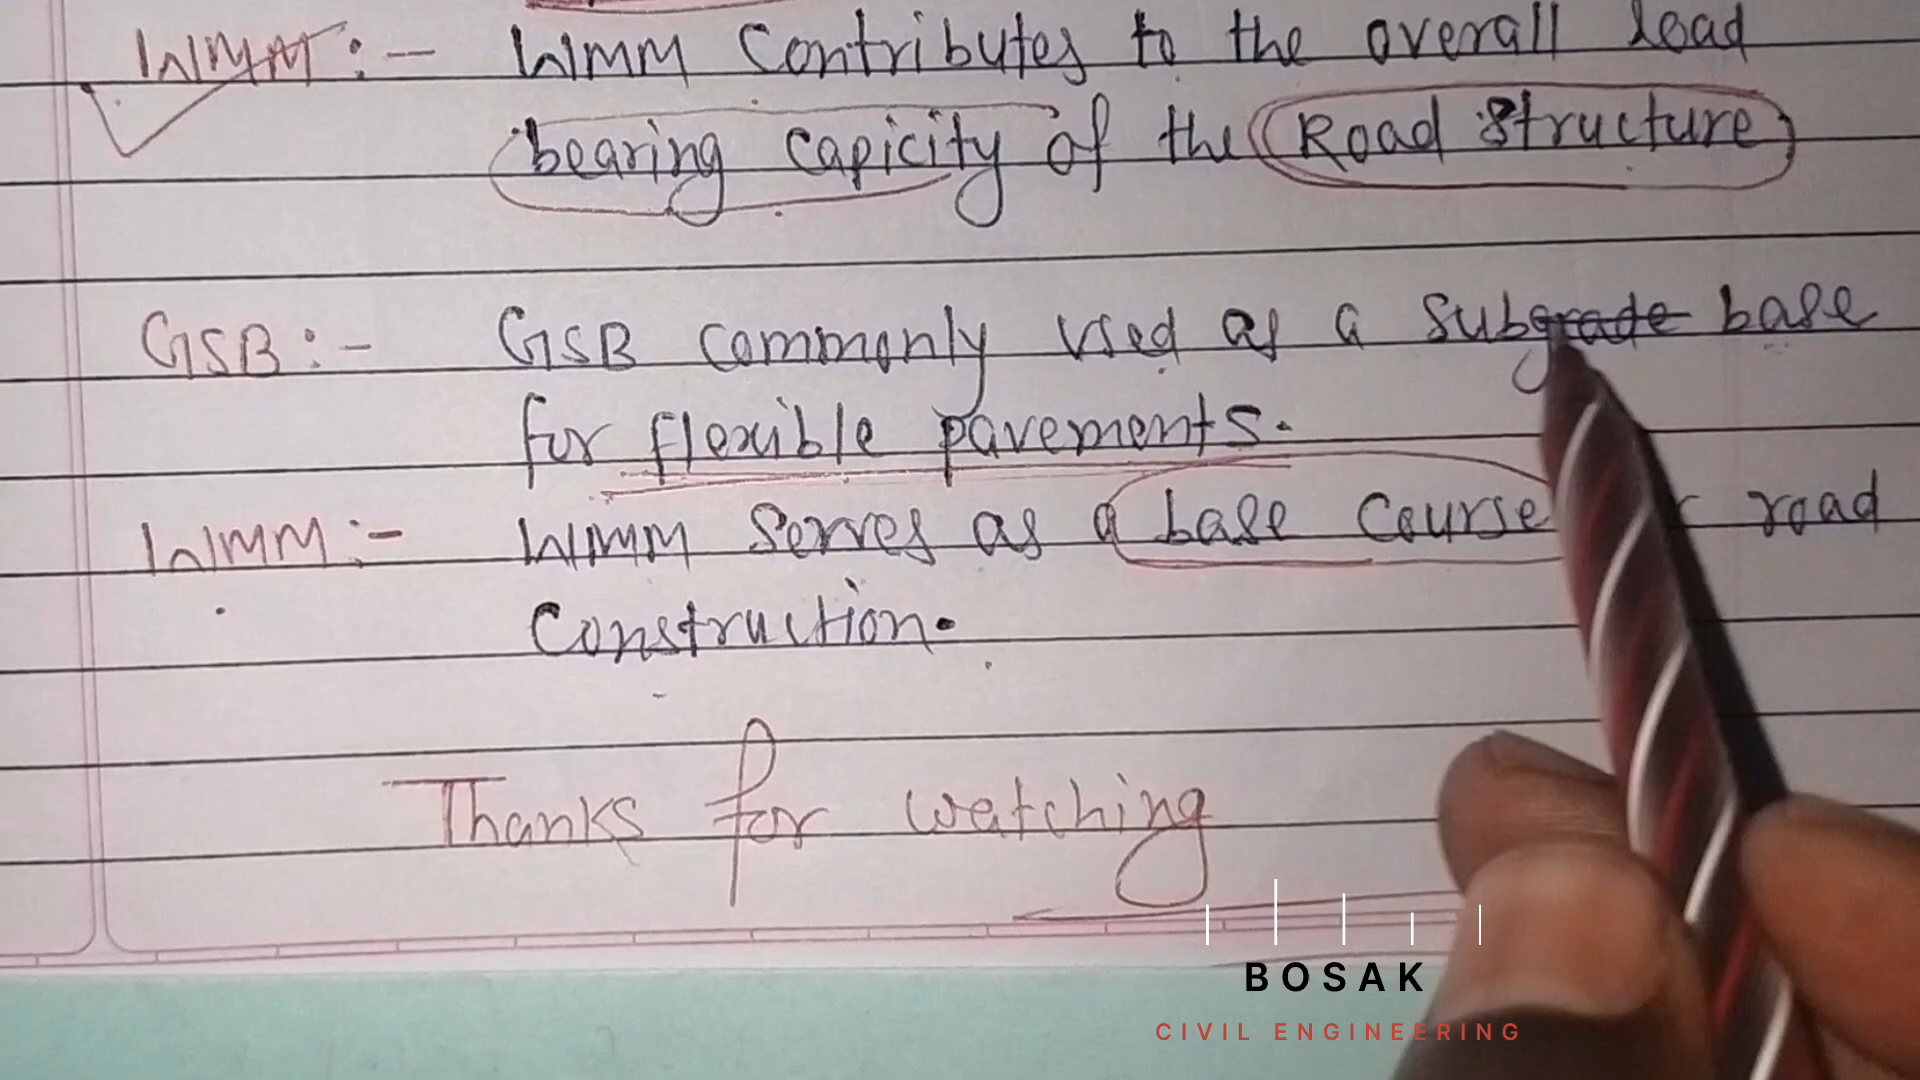 WMM :- WMM Contributes to the overall load
bearing capicity of the Road Structure
GSB :- GSB commonly used as a Subgrade base
for flexible pavements.
WMM :- WMM Serves as a base Course road
Construction.
Thanks for watching
BOSAK
CIVIL ENGINEERING